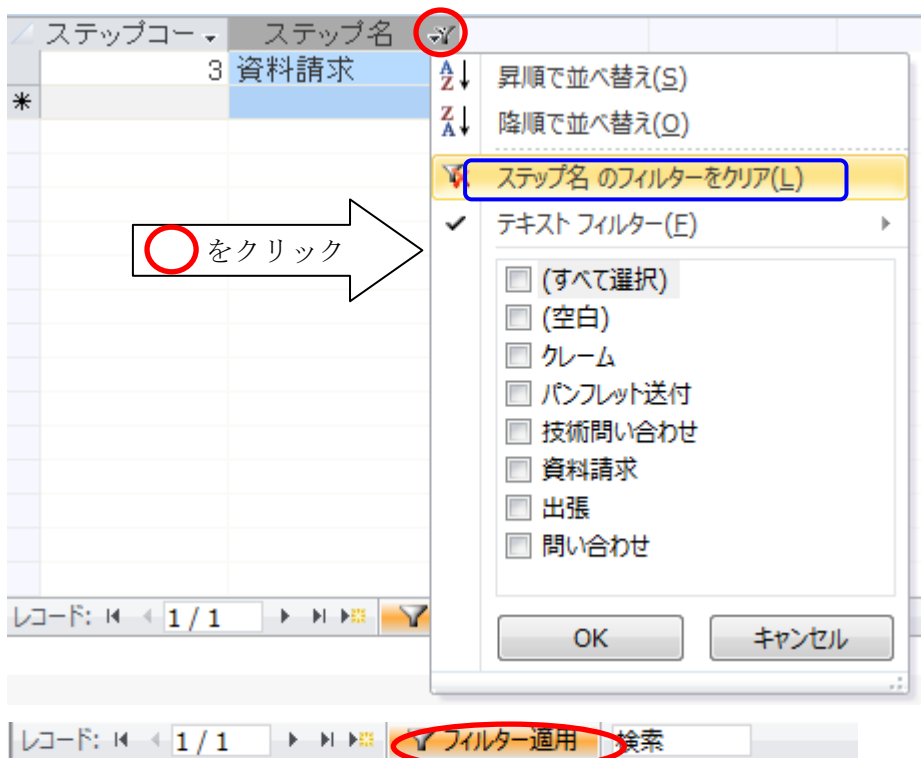 ステップコー ステップ名
3 資料請求
昇順で並べ替え(S)
降順で並べ替え(O)
ステップ名 のフィルターをクリア(L)
テキスト フィルター(F)
をクリック
(すべて選択)
(空白)
クレーム
パンフレット送付
技術問い合わせ
資料請求
出張
問い合わせ
OK キャンセル
レコード: 1 / 1
レコード: 1 / 1 フィルター適用 検索